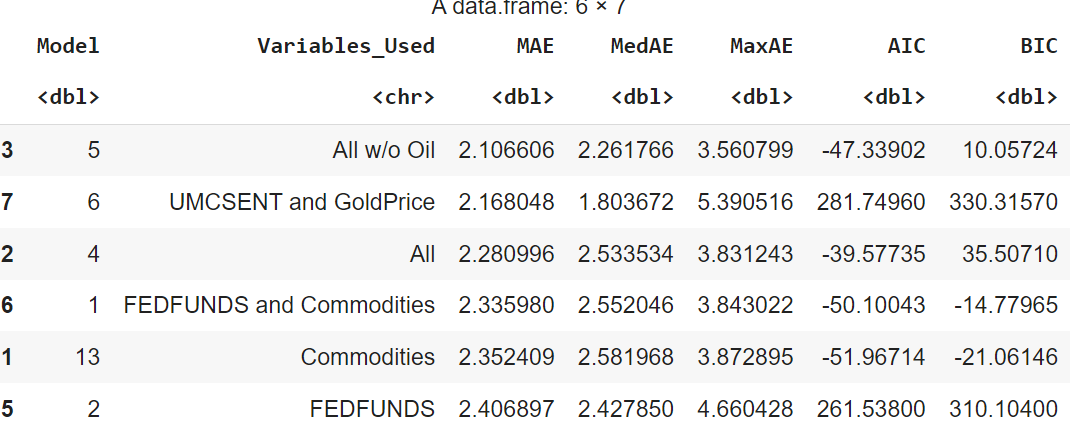 A data.frame: 6 × 7
Model Variables_Used MAE MedAE MaxAE AIC BIC
<dbl> <chr> <dbl> <dbl> <dbl> <dbl> <dbl>
3 5 All w/o Oil 2.106606 2.261766 3.560799 -47.33902 10.05724
7 6 UMCSENT and GoldPrice 2.168048 1.803672 5.390516 281.74960 330.31570
2 4 All 2.280996 2.533534 3.831243 -39.57735 35.50710
6 1 FEDFUNDS and Commodities 2.335980 2.552046 3.843022 -50.10043 -14.77965
1 13 Commodities 2.352409 2.581968 3.872895 -51.96714 -21.06146
5 2 FEDFUNDS 2.406897 2.427850 4.660428 261.53800 310.10400